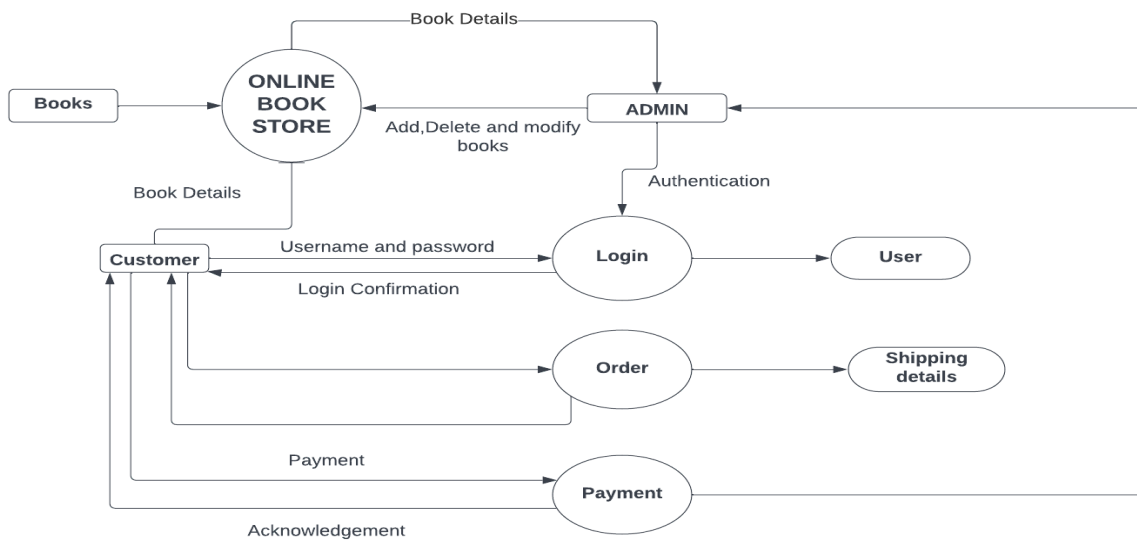 Book Details
ONLINE
BOOK
STORE
Books
ADMIN
Add,Delete and modify
books
Book Details
Authentication
Username and password
Customer
Login
User
Login Confirmation
Order
Shipping
details
Payment
Payment
Acknowledgement